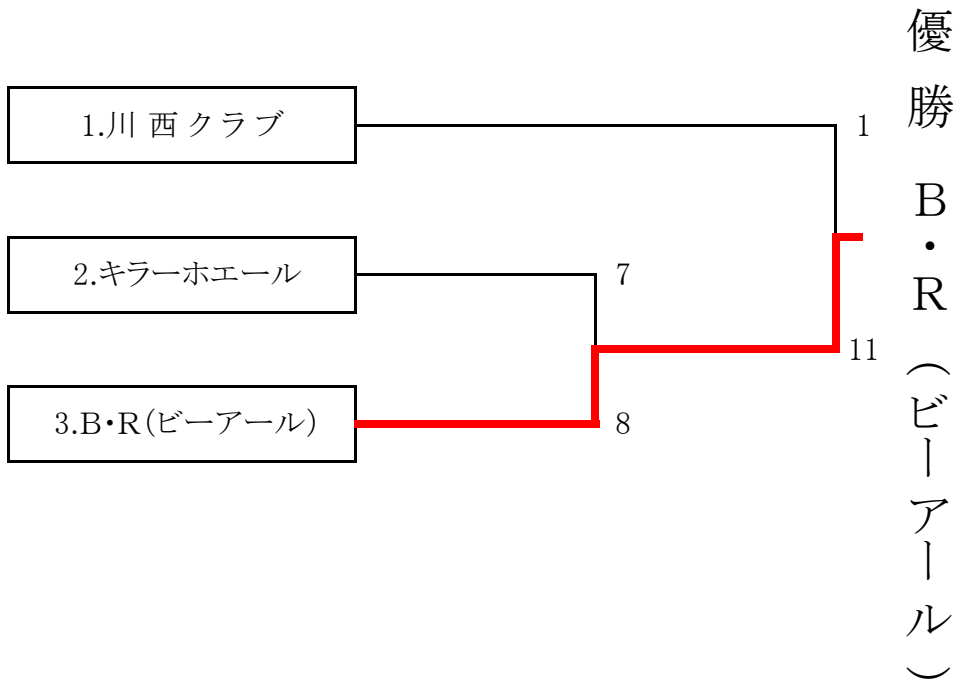 1.川 西 ク ラ ブ
1
2.キラーホエール
7
11
3.B・R(ビーアール)
8
優勝 B・R(ビーアール)